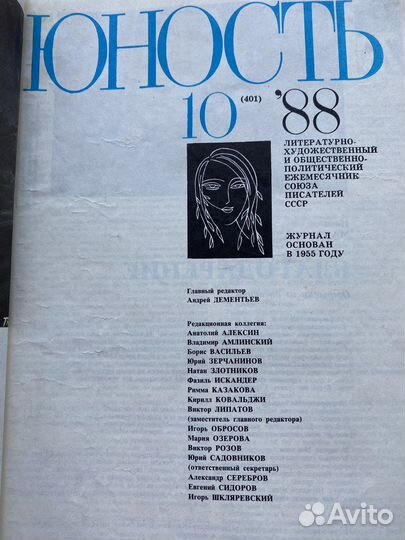 ЮНОСТЬ
10 (401) '88
ЛИТЕРАТУРНО-
ХУДОЖЕСТВЕННЫЙ
И ОБЩЕСТВЕННО-
ПОЛИТИЧЕСКИЙ
ЕЖЕМЕСЯЧНИК
СОЮЗА
ПИСАТЕЛЕЙ
СССР
ЖУРНАЛ
ОСНОВАН
В 1955 ГОДУ
Главный редактор
Андрей ДЕМЕНТЬЕВ
Редакционная коллегия:
Анатолий АЛЕКСИН
Владимир АМЛИНСКИЙ
Борис ВАСИЛЬЕВ
Юрий ЗЕРЧАНИНОВ
Натан ЗЛОТНИКОВ
Фазиль ИСКАНДЕР
Римма КАЗАКОВА
Кирилл КОВАЛЬДЖИ
Виктор ЛИПАТОВ
(заместитель главного редактора)
Игорь ОБРОСОВ
Мария ОЗЕРОВА
Виктор РОЗОВ
Юрий САДОВНИКОВ
(ответственный секретарь)
Александр СЕРЕБРОВ
Евгений СИДОРОВ
Игорь ШКЛЯРЕВСКИЙ
Avito